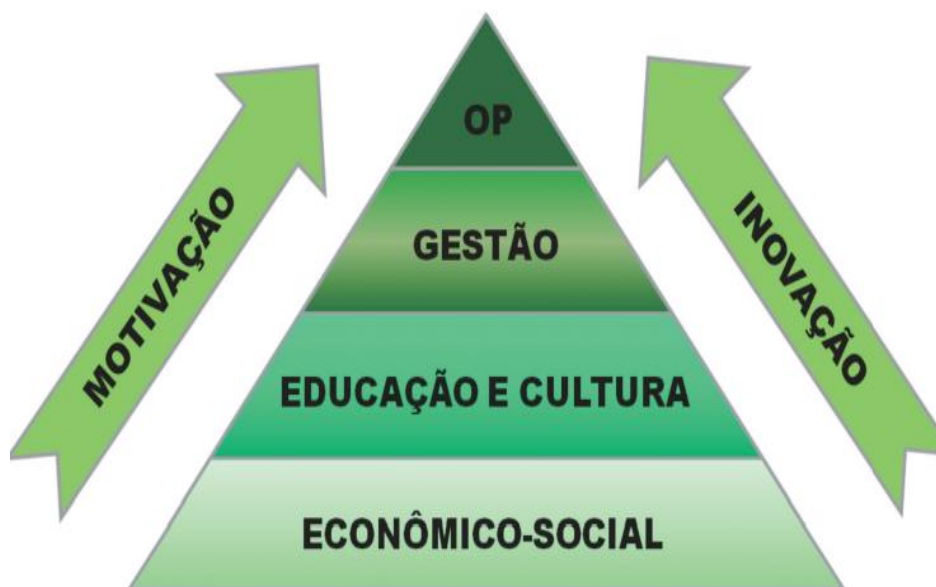 OP
MOTIVAÇÃO
INOVAÇÃO
GESTÃO
EDUCAÇÃO E CULTURA
ECONÔMICO-SOCIAL